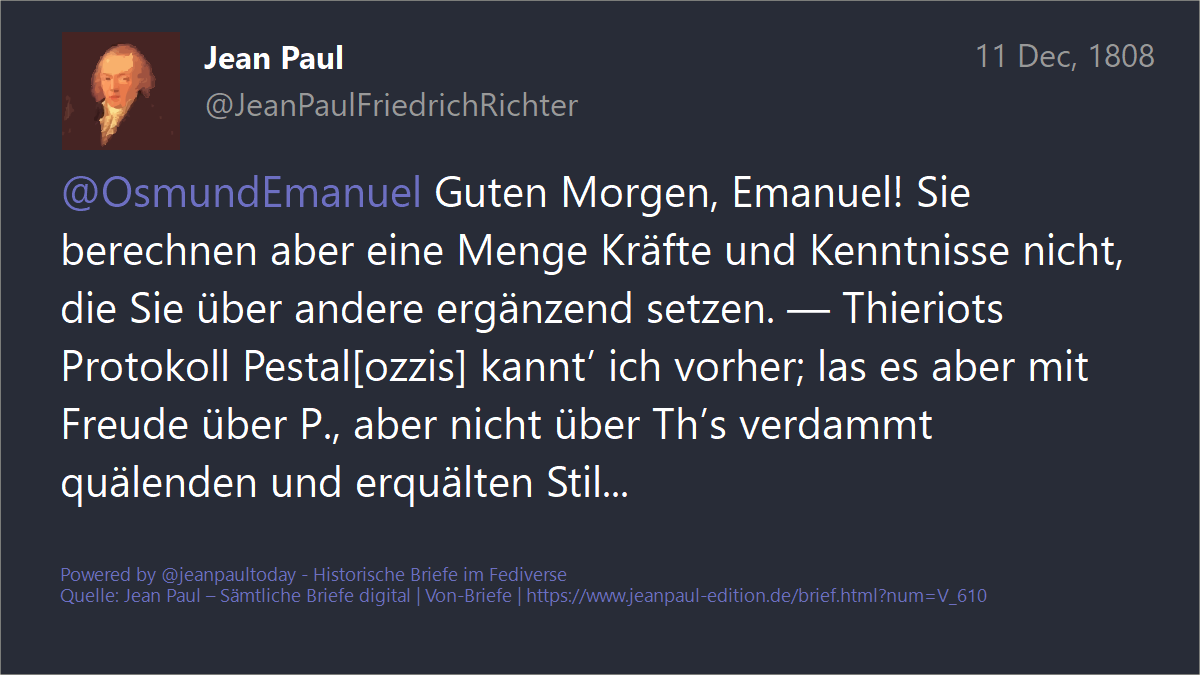 Jean Paul
11 Dec, 1808
@JeanPaulFriedrichRichter
@OsmundEmanuel Guten Morgen, Emanuel! Sie
berechnen aber eine Menge Kräfte und Kenntnisse nicht,
die Sie über andere ergänzend setzen. — Thieriots
Protokoll Pestal[ozzis] kannt’ ich vorher; las es aber mit
Freude über P., aber nicht über Th’s verdammt
quälenden und erquälten Stil...
Powered by @jeanpaultoday - Historische Briefe im Fediverse
Quelle: Jean Paul – Sämtliche Briefe digital | Von-Briefe | https://www.jeanpaul-edition.de/brief.html?num=V_610